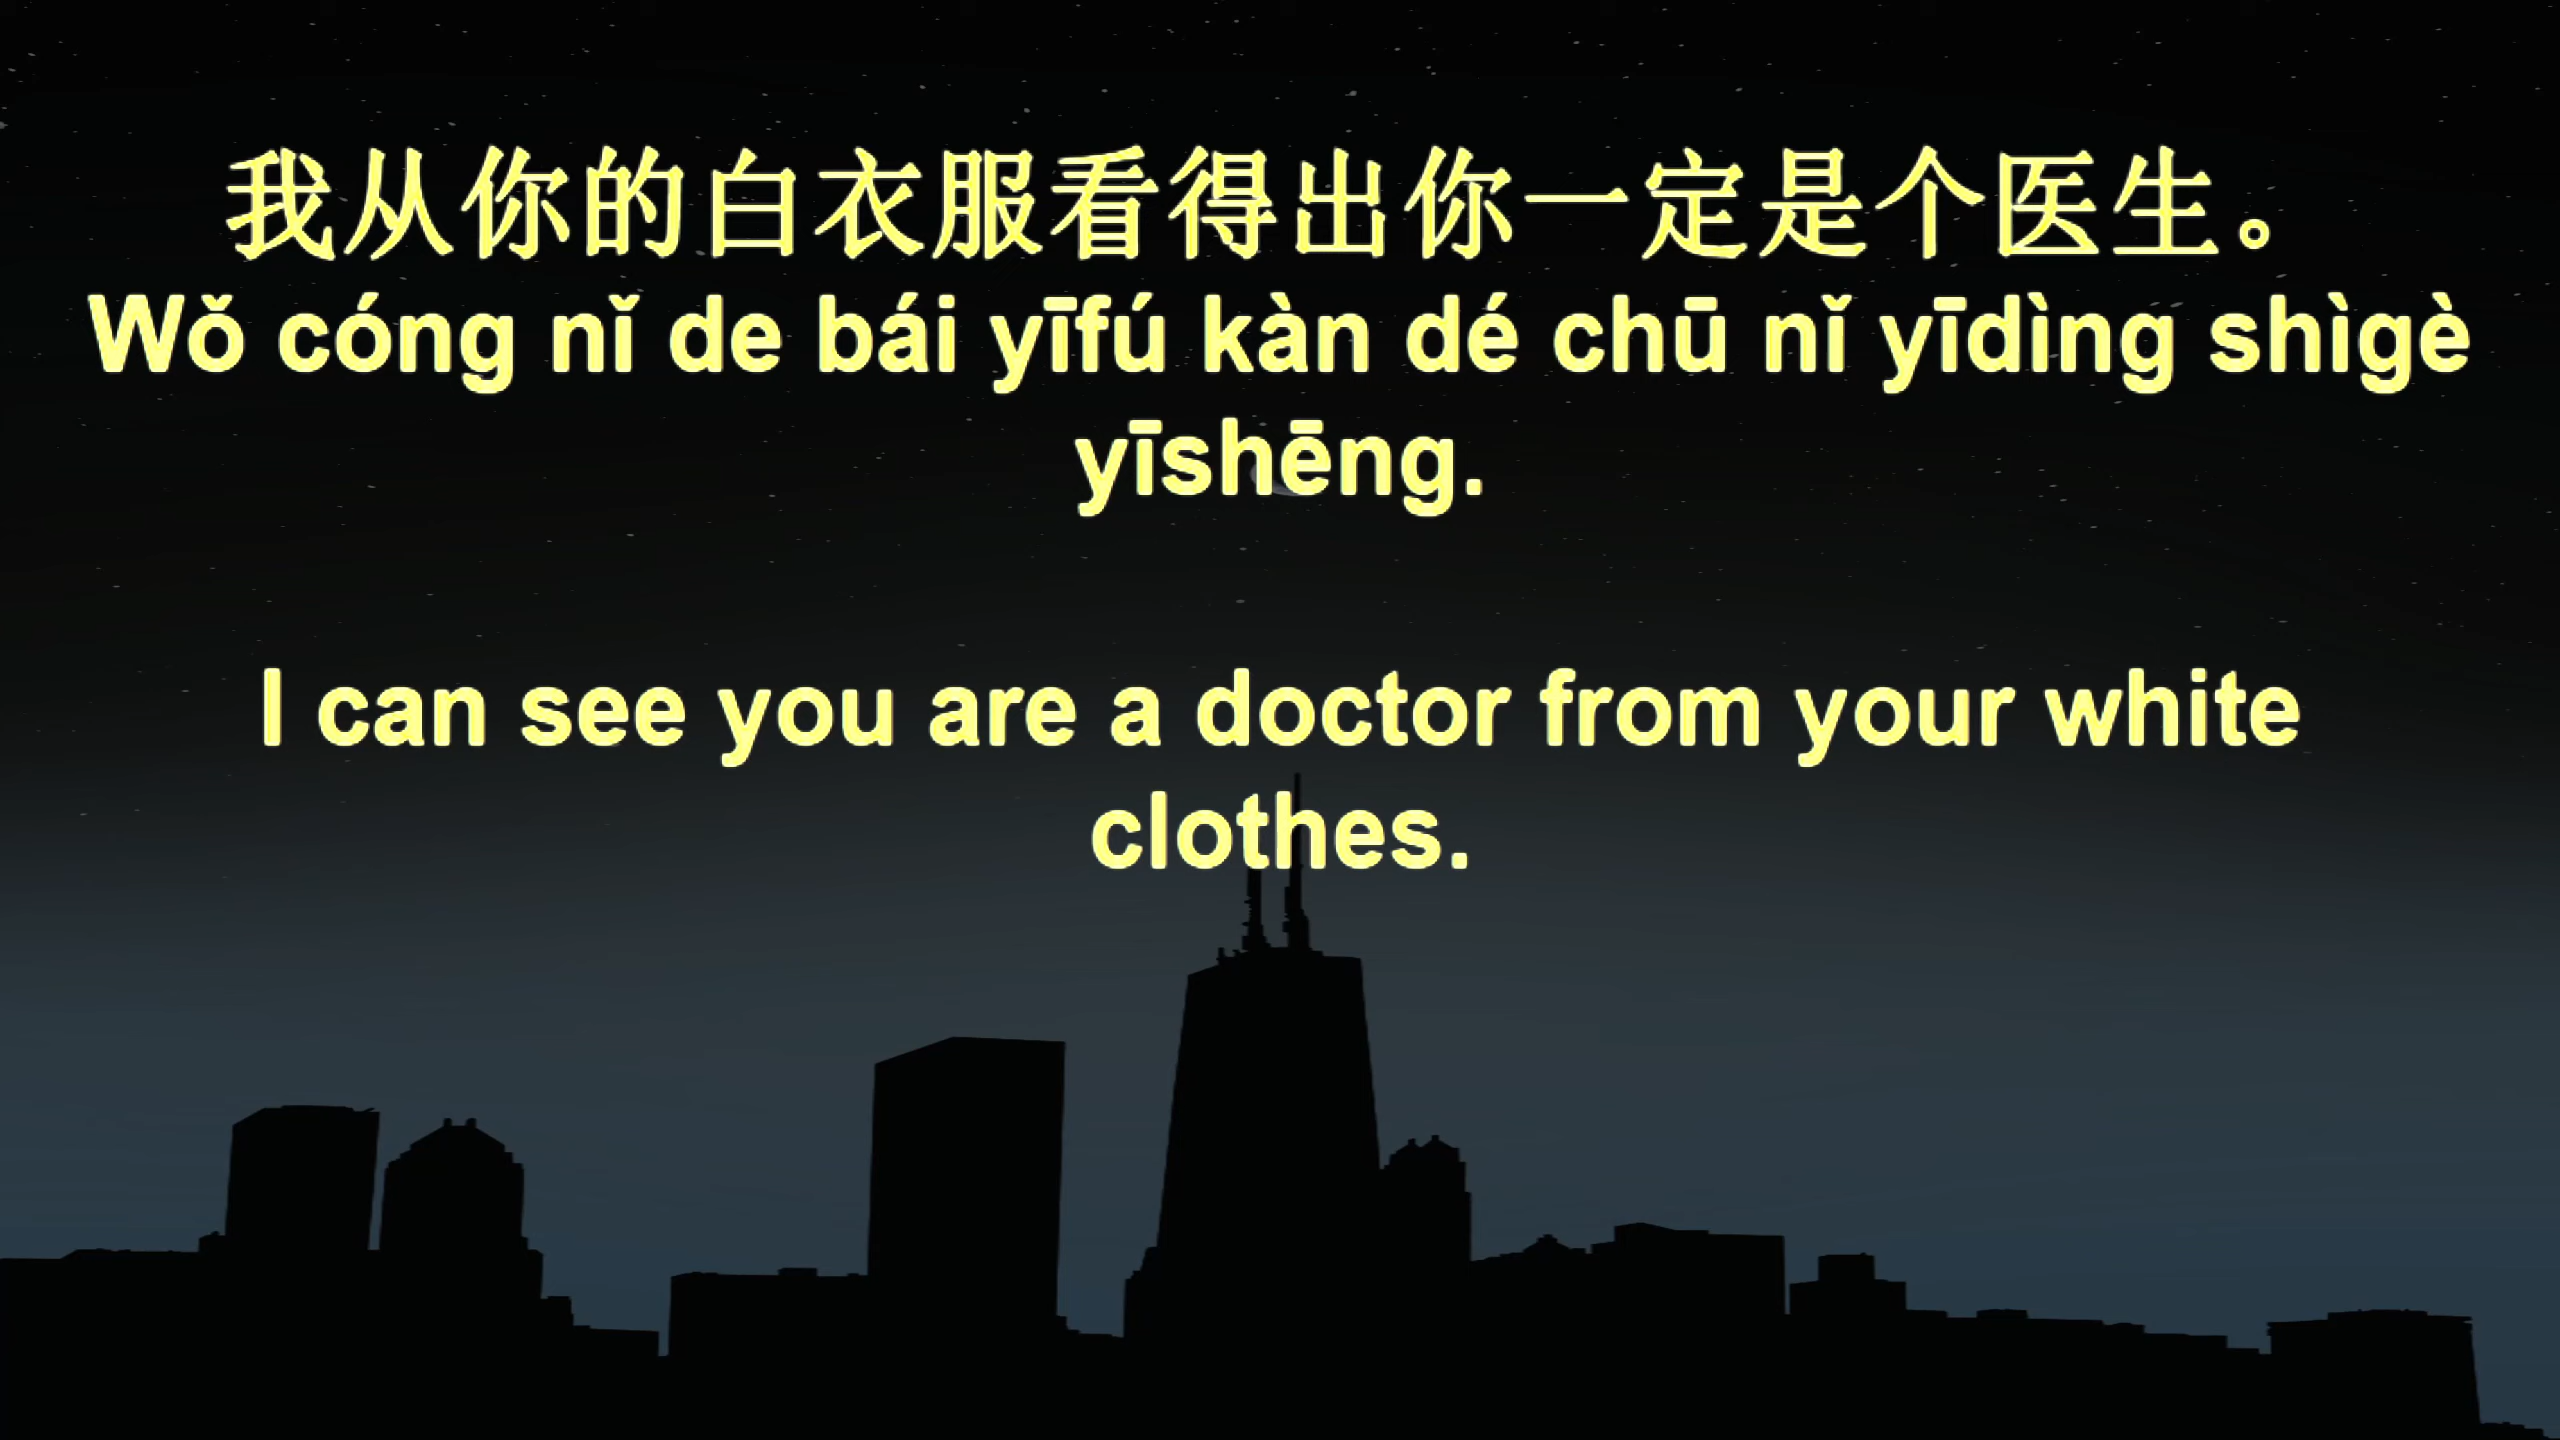 我从你的白衣服看得出你一定是个医生。
Wǒ cóng nǐ de bái yīfú kàn dé chū nǐ yīdìng shìgè
yīshēng.
I can see you are a doctor from your white
clothes.